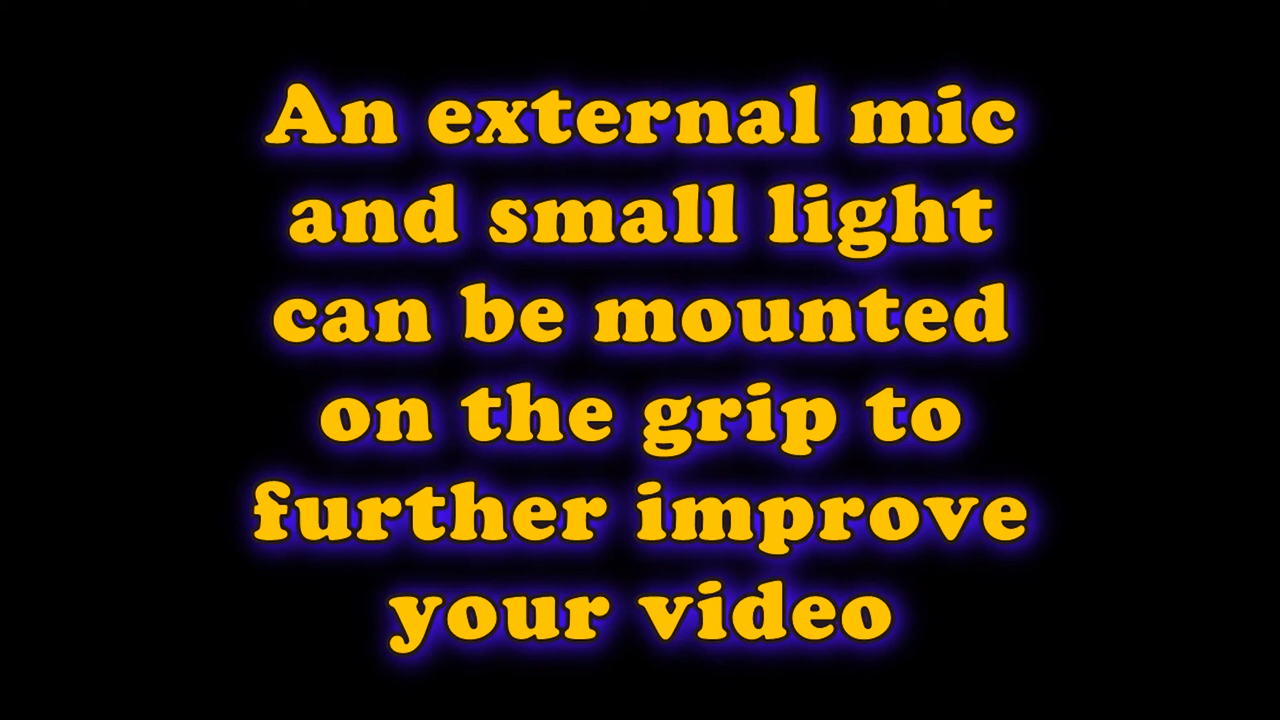 An external mic
and small light
can be mounted
on the grip to
further improve
your video